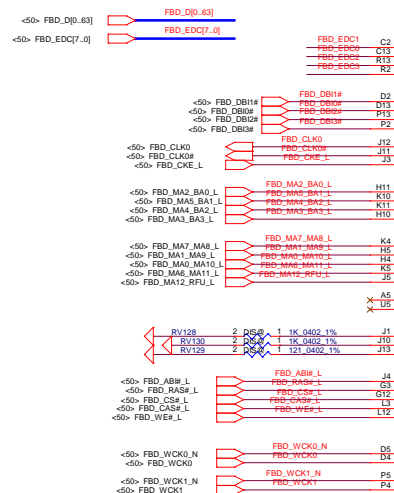 <50> FBD_D[0..63] FBD_D[0..63]
<50> FBD_EDC[7..0] FBD_EDC[7..0]
FBD_EDC1 C2
FBD_EDC0 C13
FBD_EDC2 R13
FBD_EDC3 R2
<50> FBD_DBI1# FBD_DBI1# D2
<50> FBD_DBI0# FBD_DBI0# D13
<50> FBD_DBI2# FBD_DBI2# P13
<50> FBD_DBI3# FBD_DBI3# P2
<50> FBD_CLK0 FBD_CLK0 J12
<50> FBD_CLK0# FBD_CLK0# J11
<50> FBD_CKE_L FBD_CKE_L J3
<50> FBD_MA2_BA0_L FBD_MA2_BA0_L H11
<50> FBD_MA5_BA1_L FBD_MA5_BA1_L K10
<50> FBD_MA4_BA2_L FBD_MA4_BA2_L K11
<50> FBD_MA3_BA3_L FBD_MA3_BA3_L H10
<50> FBD_MA7_MA8_L FBD_MA7_MA8_L K4
<50> FBD_MA1_MA9_L FBD_MA1_MA9_L H5
<50> FBD_MA0_MA10_L FBD_MA0_MA10_L H4
<50> FBD_MA6_MA11_L FBD_MA6_MA11_L K5
<50> FBD_MA12_RFU_L FBD_MA12_RFU_L J5
A5
U5
RV128 2 DIS@ 1 1K_0402_1% J1
RV130 2 DIS@ 1 1K_0402_1% J10
RV129 2 DIS@ 1 121_0402_1% J13
<50> FBD_ABI#_L FBD_ABI#_L J4
<50> FBD_RAS#_L FBD_RAS#_L G3
<50> FBD_CS#_L FBD_CS#_L G12
<50> FBD_CAS#_L FBD_CAS#_L L3
<50> FBD_WE#_L FBD_WE#_L L12
<50> FBD_WCK0_N FBD_WCK0_N D5
<50> FBD_WCK0 FBD_WCK0 D4
<50> FBD_WCK1_N FBD_WCK1_N P5
<50> FBD_WCK1 FBD_WCK1 P4